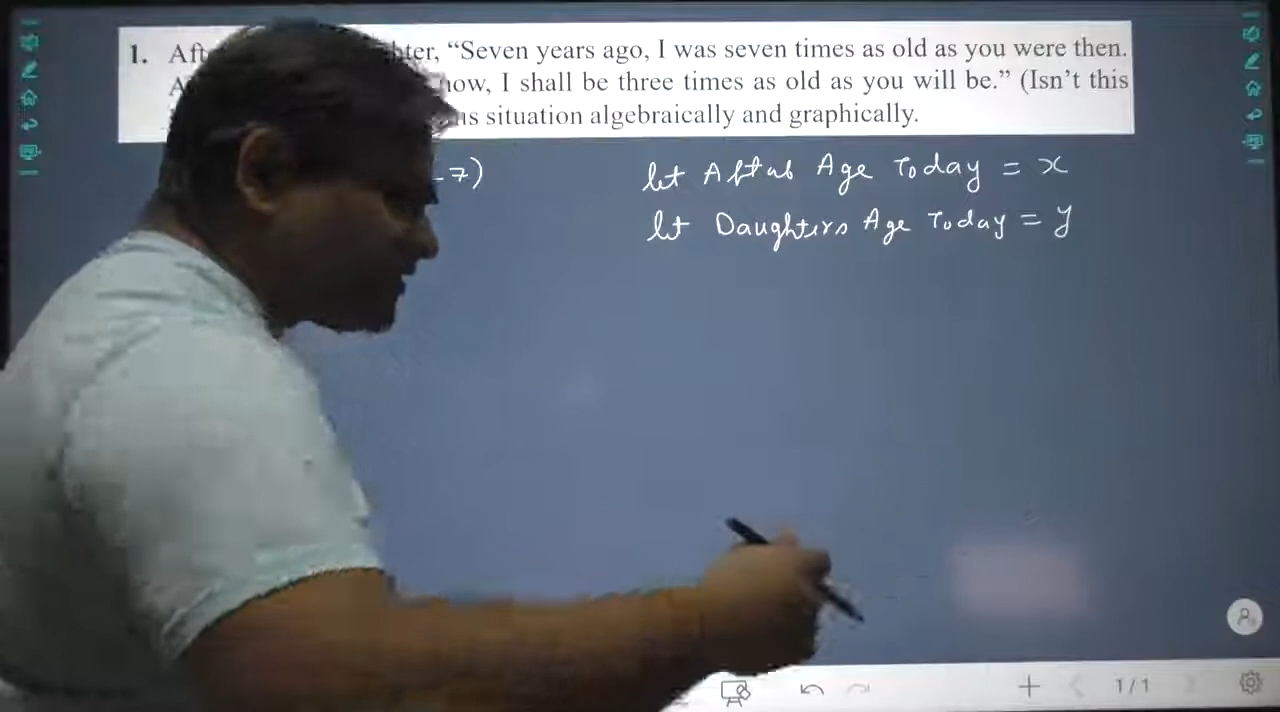 1. Aft ter, “Seven years ago, I was seven times as old as you were then.
A now, I shall be three times as old as you will be.” (Isn’t this
is situation algebraically and graphically.
-7) let Aftab Age Today = x
let Daughters Age Today = y
1/1